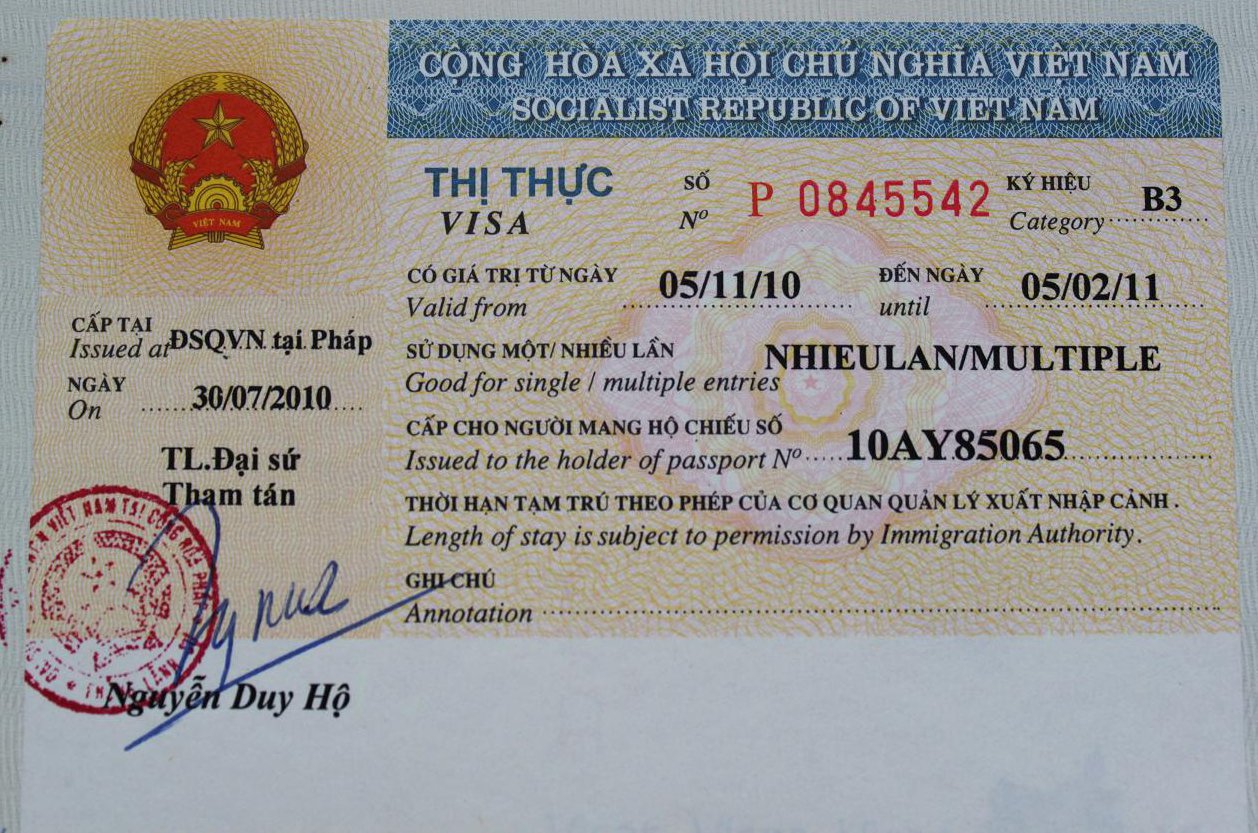 CỘNG HÒA XÃ HỘI CHỦ NGHĨA VIỆT NAM
SOCIALIST REPUBLIC OF VIET NAM
VIỆT NAM
THỊ THỰC
VISA
SỐ
Nº
P 0845542
KÝ HIỆU
Category
B3
CÓ GIÁ TRỊ TỪ NGÀY
Valid from
05/11/10
ĐẾN NGÀY
until
05/02/11
SỬ DỤNG MỘT/ NHIỀU LẦN
Good for single / multiple entries
NHIEULAN/MULTIPLE
CẤP CHO NGƯỜI MANG HỘ CHIẾU SỐ
Issued to the holder of passport Nº
10AY85065
THỜI HẠN TẠM TRÚ THEO PHÉP CỦA CƠ QUAN QUẢN LÝ XUẤT NHẬP CẢNH .
Length of stay is subject to permission by Immigration Authority.
GHI CHÚ
Annotation
CẤP TẠI
Issued at
ĐSQVN tại Pháp
NGÀY
On
30/07/2010
TL.Đại sứ
Tham tán
VIỆT NAM TẠI CỘNG HÒA
Nguyễn Duy Hộ